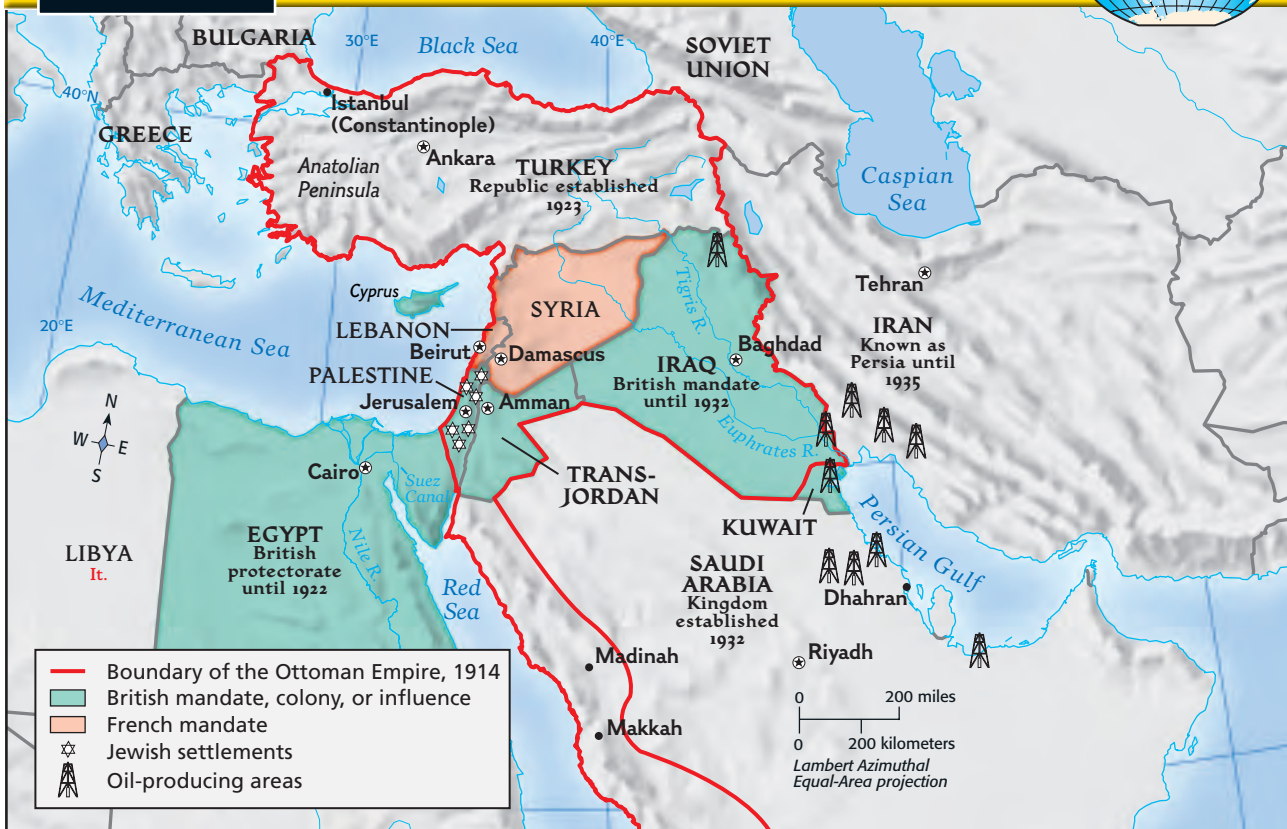 BULGARIA
30°E
Black Sea
40°E
SOVIET
UNION
40°N
Istanbul
(Constantinople)
GREECE
Ankara
Anatolian
Peninsula
TURKEY
Republic established
1923
Caspian
Sea
Tehran
Cyprus
Mediterranean Sea
20°E
SYRIA
Tigris R.
LEBANON
Beirut
Damascus
Baghdad
IRAN
Known as
Persia until
1935
PALESTINE
IRAQ
British mandate
until 1932
Jerusalem
Amman
Euphrates R.
N
W
E
S
Cairo
Suez
Canal
TRANS-
JORDAN
KUWAIT
Persian Gulf
LIBYA
It.
EGYPT
British
protectorate
until 1922
Nile R.
Red
Sea
SAUDI
ARABIA
Kingdom
established
1932
Dhahran
Madinah
Riyadh
Makkah
0 200 miles
0 200 kilometers
Lambert Azimuthal
Equal-Area projection
Boundary of the Ottoman Empire, 1914
British mandate, colony, or influence
French mandate
Jewish settlements
Oil-producing areas